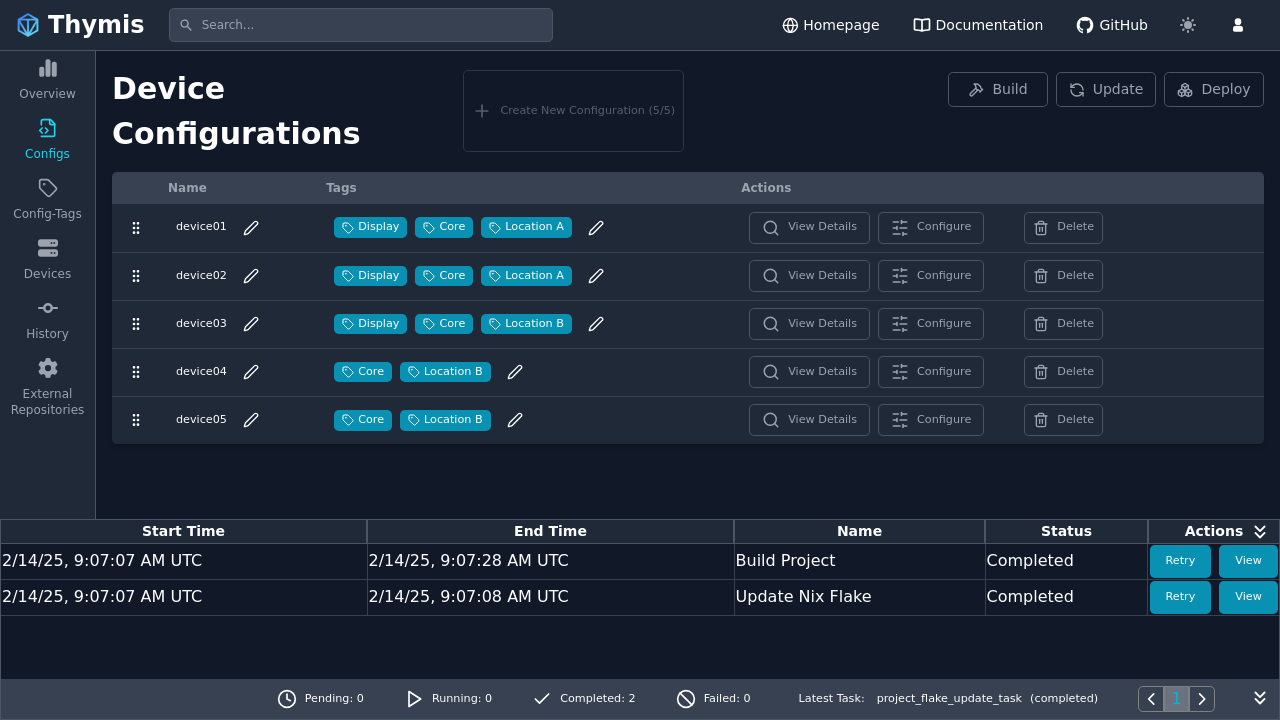 Thymis
Search...
Homepage
Documentation
GitHub
Overview
Configs
Config-Tags
Devices
History
External
Repositories
Device
Configurations
Create New Configuration (5/5)
Build
Update
Deploy
Name Tags Actions
device01 Display Core Location A View Details Configure Delete
device02 Display Core Location A View Details Configure Delete
device03 Display Core Location B View Details Configure Delete
device04 Core Location B View Details Configure Delete
device05 Core Location B View Details Configure Delete
Start Time End Time Name Status Actions
2/14/25, 9:07:07 AM UTC 2/14/25, 9:07:28 AM UTC Build Project Completed Retry View
2/14/25, 9:07:07 AM UTC 2/14/25, 9:07:08 AM UTC Update Nix Flake Completed Retry View
Pending: 0 Running: 0 Completed: 2 Failed: 0 Latest Task: project_flake_update_task (completed) 1